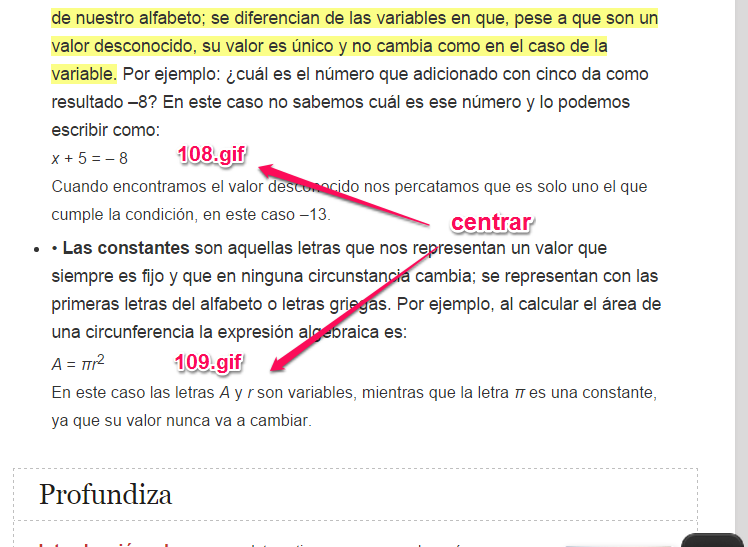 de nuestro alfabeto; se diferencian de las variables en que, pese a que son un
valor desconocido, su valor es único y no cambia como en el caso de la
variable. Por ejemplo: ¿cuál es el número que adicionado con cinco da como
resultado –8? En este caso no sabemos cuál es ese número y lo podemos
escribir como:
x + 5 = – 8 108.gif
Cuando encontramos el valor desconocido nos percatamos que es solo uno el que
cumple la condición, en este caso –13.
centrar
• • Las constantes son aquellas letras que nos representan un valor que
siempre es fijo y que en ninguna circunstancia cambia; se representan con las
primeras letras del alfabeto o letras griegas. Por ejemplo, al calcular el área de
una circunferencia la expresión algebraica es:
A = πr² 109.gif
En este caso las letras A y r son variables, mientras que la letra π es una constante,
ya que su valor nunca va a cambiar.
Profundiza